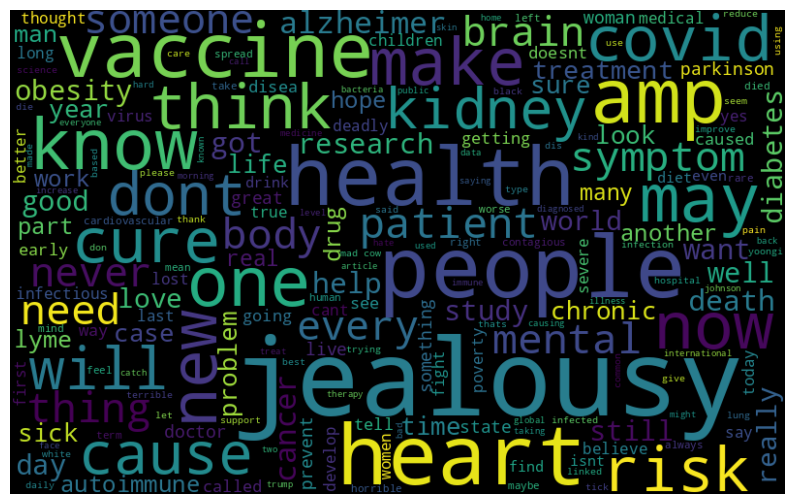 thought
someone
alzheimer
brain
woman
medical
skin
home
left
covid
reduce
use
using
man
long
vaccine
care
spread
call
children
make
doesnt
treatment
parkinson
science
hard
take
disea
hope
sure
amp
died
obesity
year
virus
think
deadly
bacteria
public
kidney
black
look
yes
seem
die
everyone
got
research
getting
caused
kind
improve
diabetes
better
made
based
know
known
medicine
data
dis
symptom
work
please
morning
life
drink
health
saying
type
diet
even
rare
good
increase
level
great
many
may
dont
body
true
drug
patient
said
worse
diagnosed
world
part
cardiovascular
thank
another
pain
early
don
cure
real
used
right
contagious
severe
want
back
yoongi
never
mean
lost
hate
article
people
infection
hospital
johnson
well
infectious
love
one
cant
human
see
immune
illness
death
need
last
help
study
chronic
now
mind
way
case
new
going
every
thats
causing
mental
lyme
problem
live
trying
something
poverty
international
today
first
feel
catch
will
best
treat
fight
give
common
terrible
jealousy
therapy
might
lung
thing
let
support
global
infected
sick
term
doctor
cancer
tell
time
state
taking
still
say
really
face
white
two
prevent
bad
women
believe
always
day
cause
develop
heart
find
isnt
linked
risk
daily
autoimmune
called
trump
horrible
maybe
tick